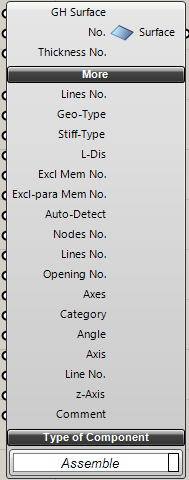 GH Surface
No. Surface
Thickness No.
More
Lines No.
Geo-Type
Stiff-Type
L-Dis
Excl Mem No.
Excl-para Mem No.
Auto-Detect
Nodes No.
Lines No.
Opening No.
Axes
Category
Angle
Axis
Line No.
z-Axis
Comment
Type of Component
Assemble